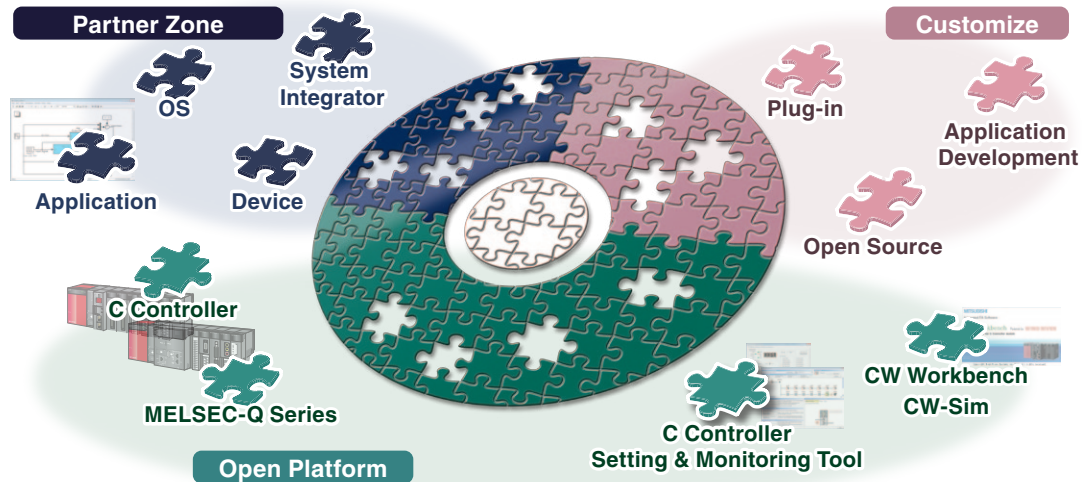 Partner Zone
OS
System
Integrator
Application
Device
Customize
Plug-in
Application
Development
Open Source
C Controller
MELSEC-Q Series
Open Platform
C Controller
Setting & Monitoring Tool
CW Workbench
CW-Sim